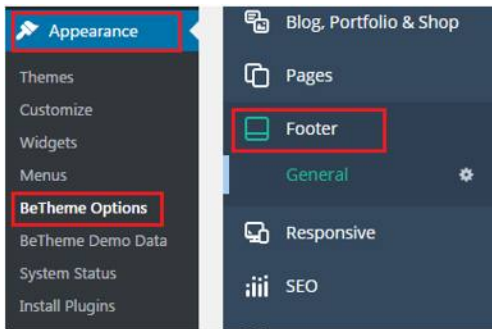 Appearance
Themes
Customize
Widgets
Menus
BeTheme Options
BeTheme Demo Data
System Status
Install Plugins
Blog, Portfolio & Shop
Pages
Footer
General
Responsive
SEO